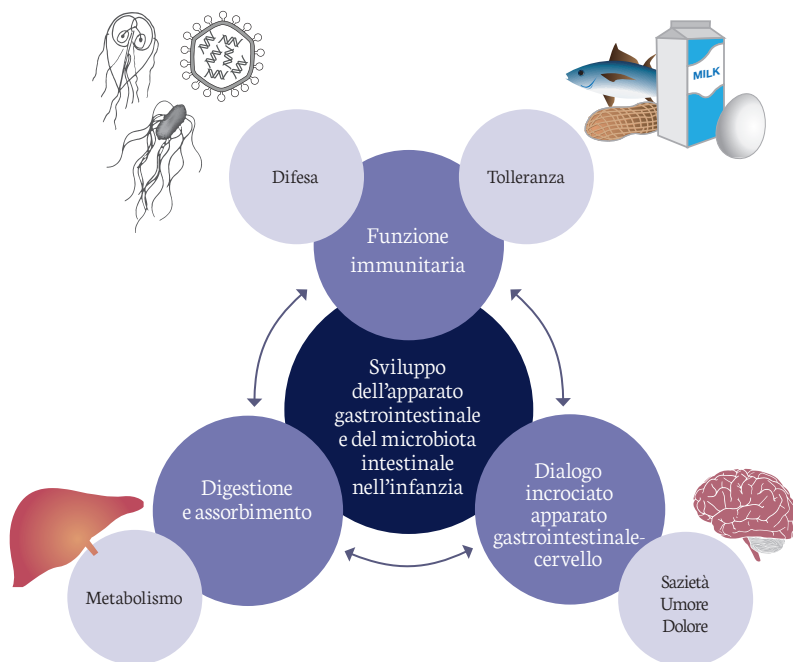 MILK
Difesa
Tolleranza
Funzione
immunitaria
Sviluppo
dell'apparato
gastrointestinale
e del microbiota
intestinale
nell'infanzia
Digestione
e assorbimento
Dialogo
incrociato
apparato
gastrointestinale-
cervello
Metabolismo
Sazietà
Umore
Dolore